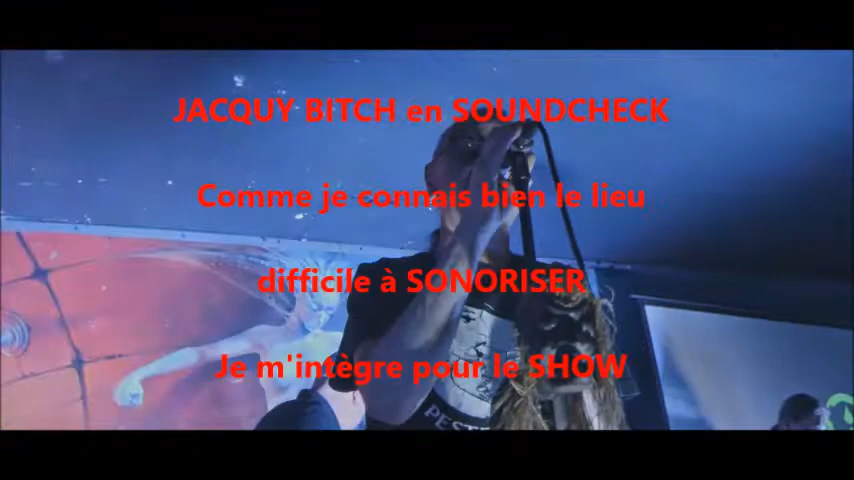 JACQUY BITCH en SOUNDCHECK
Comme je connais bien le lieu
difficile à SONORISER
Je m'intègre pour le SHOW